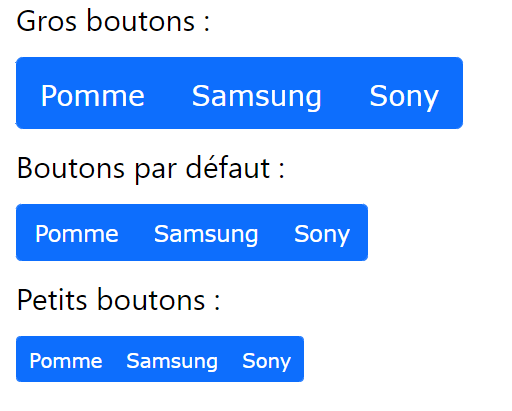 Gros boutons :
Pomme Samsung Sony
Boutons par défaut :
Pomme Samsung Sony
Petits boutons :
Pomme Samsung Sony